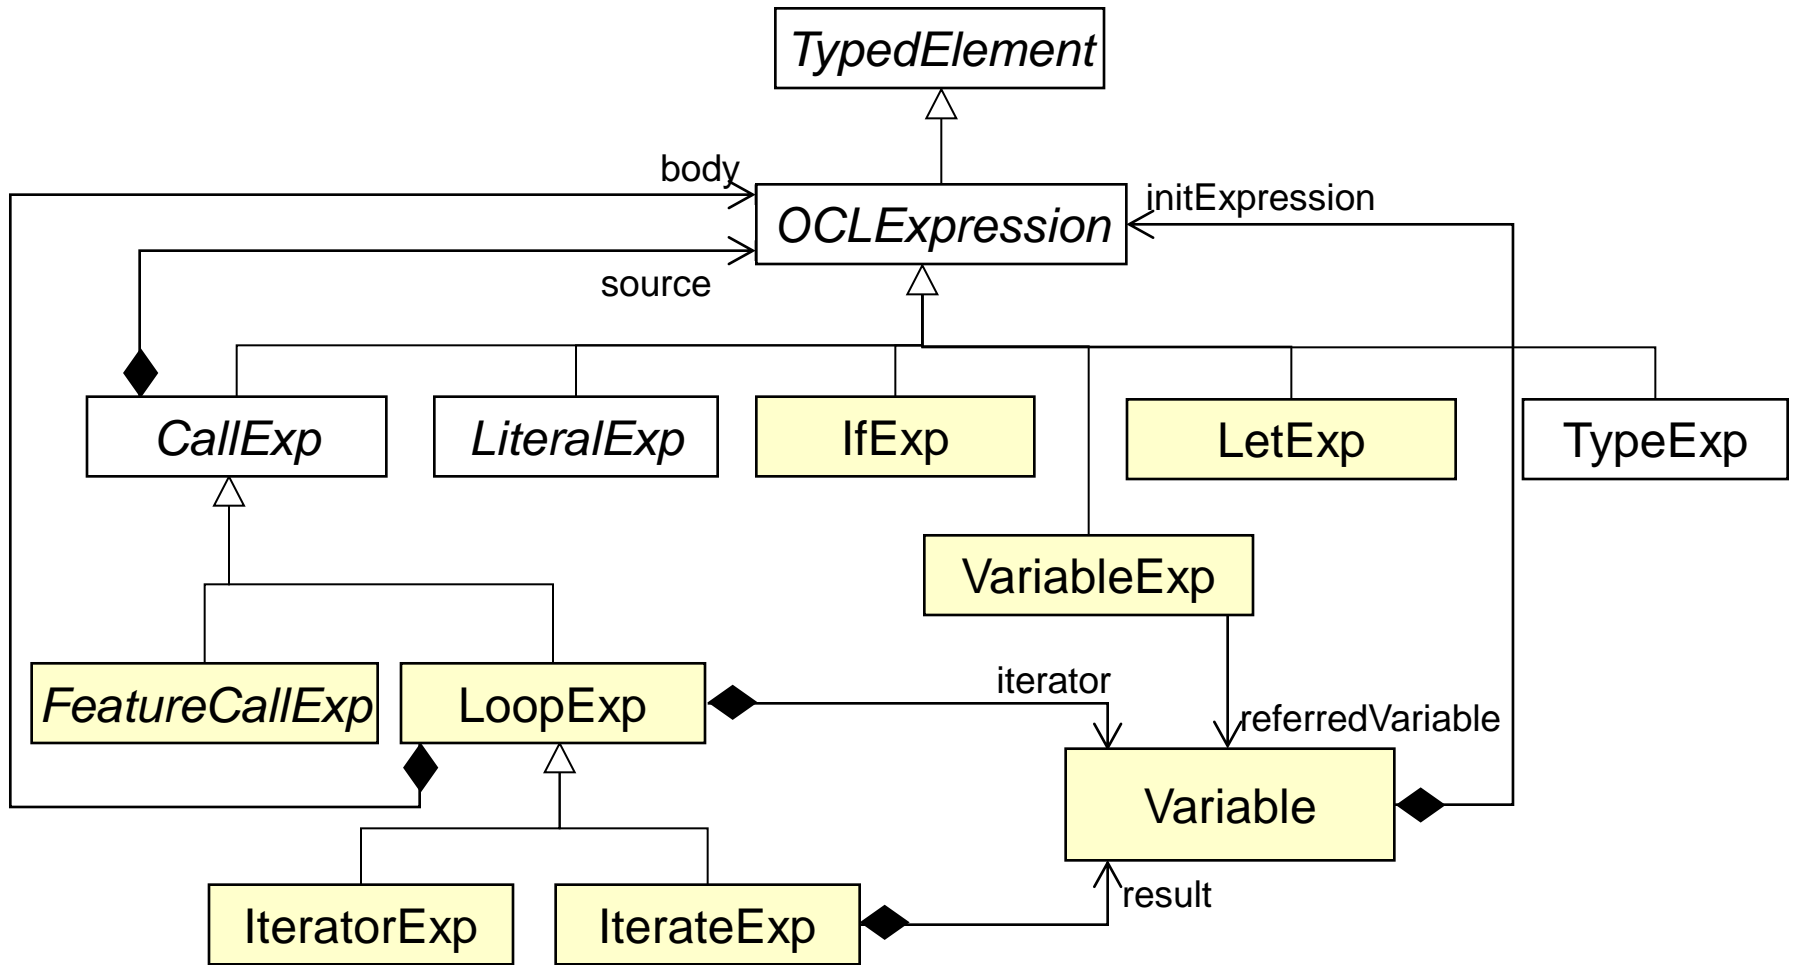 TypedElement
body
initExpression
OCLExpression
source
CallExp
LiteralExp
IfExp
LetExp
TypeExp
VariableExp
iterator
FeatureCallExp
LoopExp
referredVariable
Variable
result
IteratorExp
IterateExp